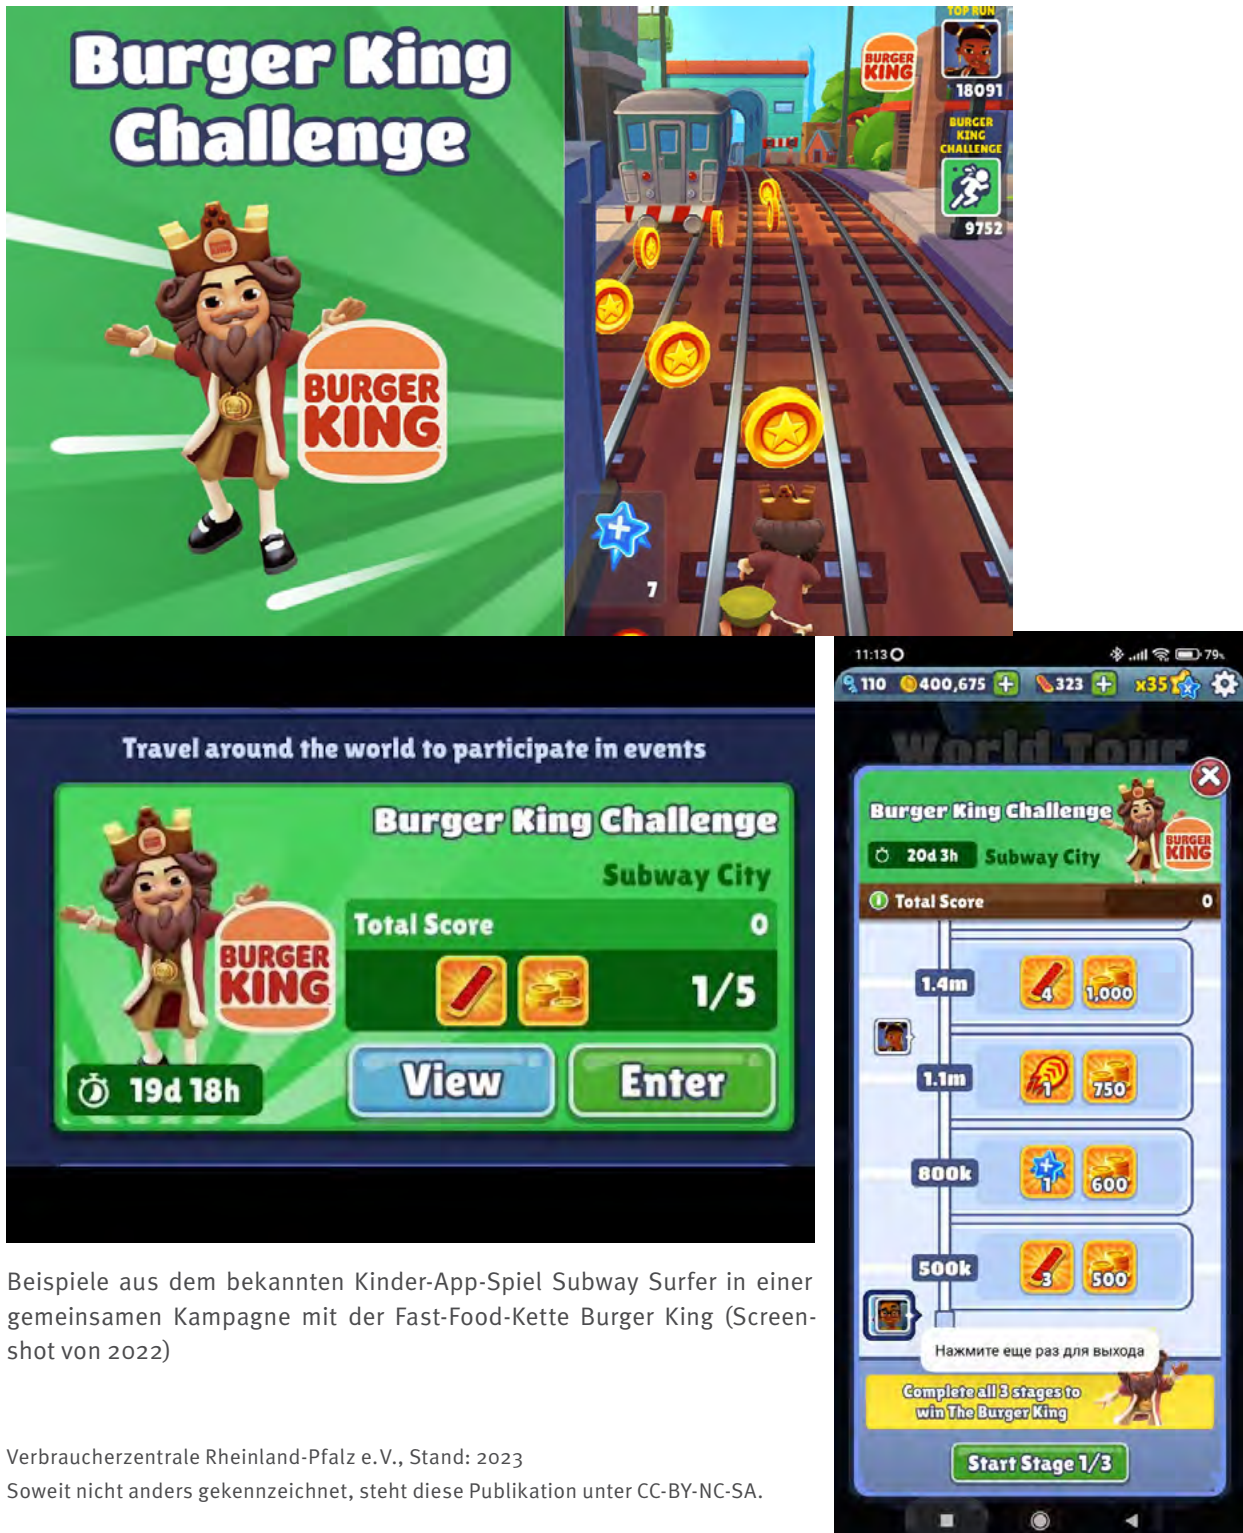 Burger King
Challenge
BURGER
KING
TOP RUN
BURGER
KING
18091
BURGER
KING
CHALLENGE
9752
7
Travel around the world to participate in events
Burger King Challenge
Subway City
Total Score 0
BURGER
KING
1/5
19d 18h
View
Enter
11:13
79%
110 400,675 323 x35
World Tour
Burger King Challenge
BURGER
KING
20d 3h Subway City
Total Score 0
1.4m
4 1,000
1.1m
1 750
800k
1 600
500k
3 500
Нажмите еще раз для выхода
Complete all 3 stages to
win The Burger King
Start Stage 1/3
Beispiele aus dem bekannten Kinder-App-Spiel Subway Surfer in einer
gemeinsamen Kampagne mit der Fast-Food-Kette Burger King (Screen-
shot von 2022)
Verbraucherzentrale Rheinland-Pfalz e.V., Stand: 2023
Soweit nicht anders gekennzeichnet, steht diese Publikation unter CC-BY-NC-SA.